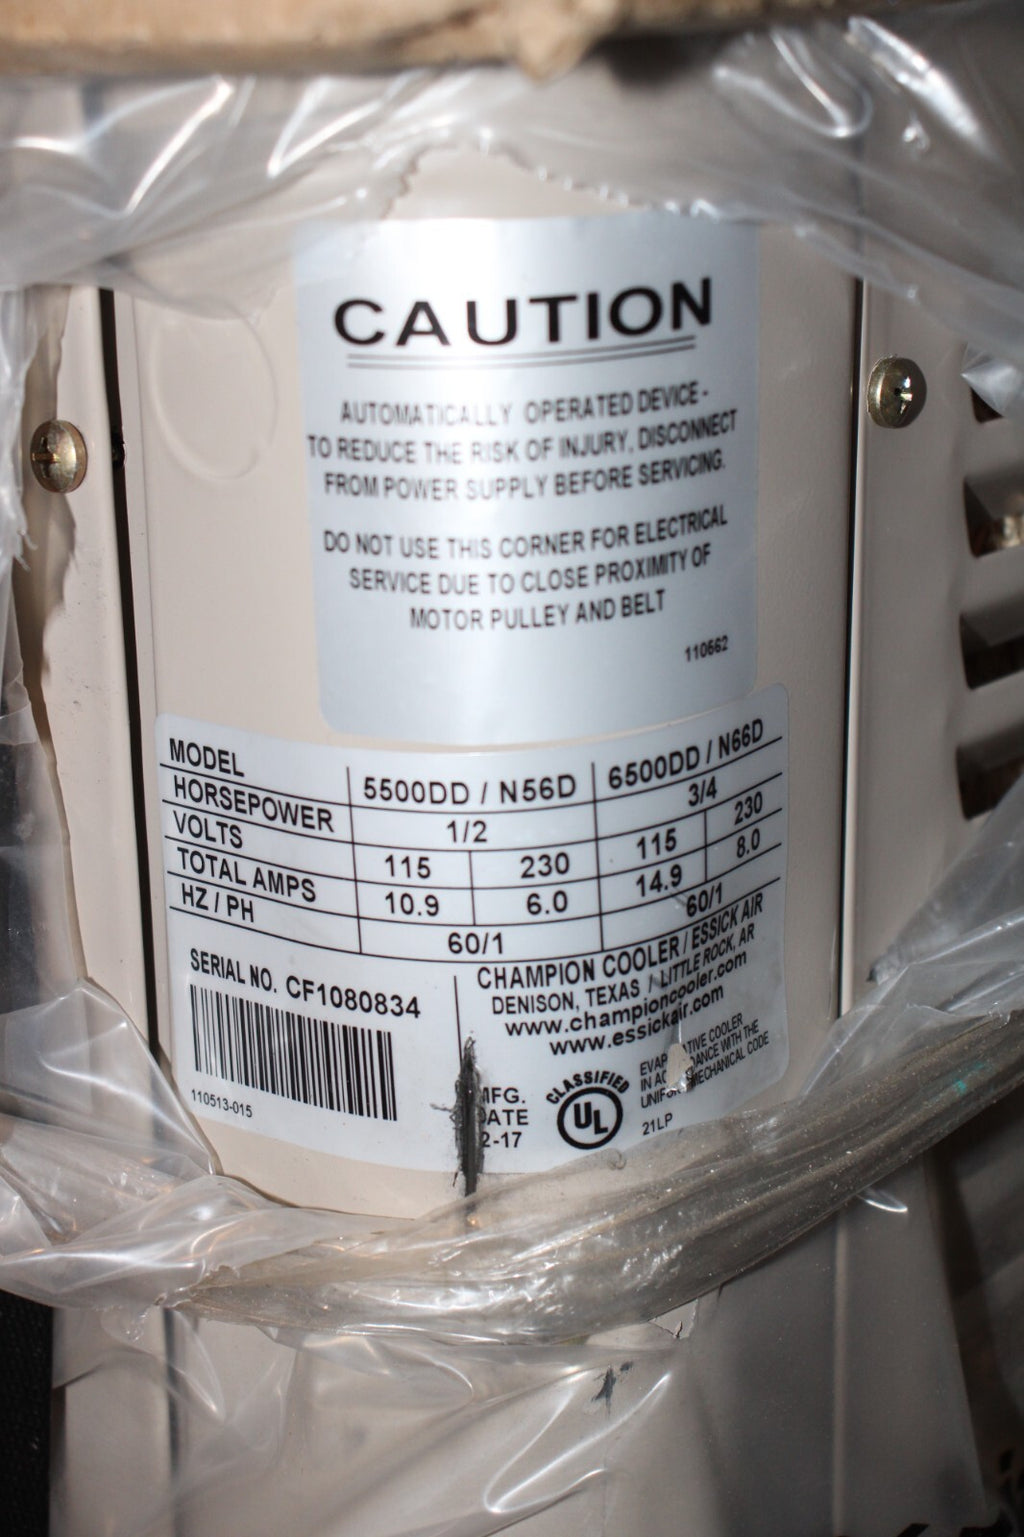 CAUTION
AUTOMATICALLY OPERATED DEVICE -
TO REDUCE THE RISK OF INJURY, DISCONNECT
FROM POWER SUPPLY BEFORE SERVICING.
DO NOT USE THIS CORNER FOR ELECTRICAL
SERVICE DUE TO CLOSE PROXIMITY OF
MOTOR PULLEY AND BELT
110562
MODEL 5500DD / N56D 6500DD / N66D
HORSEPOWER 1/2 3/4
VOLTS 115 230 115 230
TOTAL AMPS 10.9 6.0 14.9 8.0
HZ / PH 60/1 60/1
SERIAL NO. CF1080834
110513-015
CHAMPION COOLER / ESSICK AIR
DENISON, TEXAS / LITTLE ROCK, AR
www.championcooler.com
www.essickair.com
MFG.
DATE
2-17
CLASSIFIED
UL
COOLER
IN WITH THE
MECHANICAL CODE
21LP